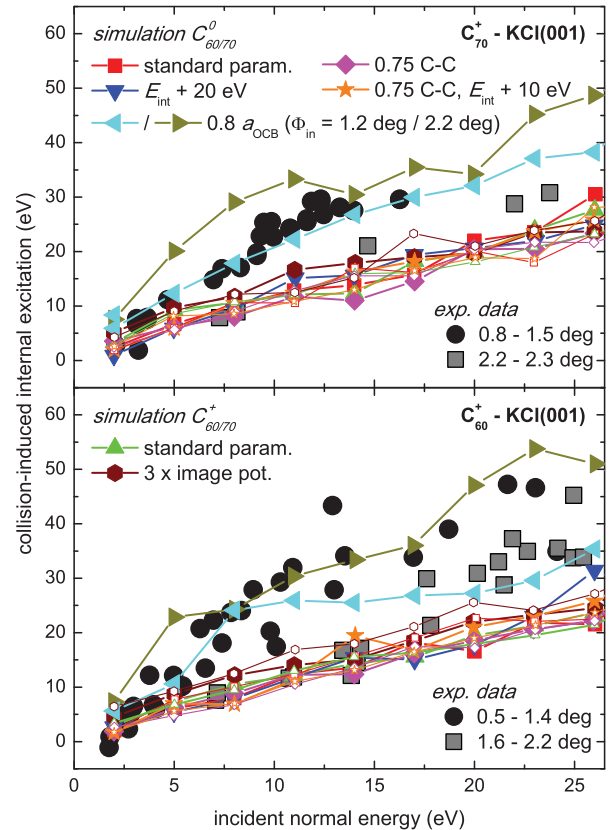 simulation C⁰60/70 C⁺70 - KCl(001)
standard param. 0.75 C-C
Eint + 20 eV 0.75 C-C, Eint + 10 eV
/ 0.8 aOCB (Φin = 1.2 deg / 2.2 deg)
60
50
40
30
20
10
0
exp. data
0.8 - 1.5 deg
2.2 - 2.3 deg
collision-induced internal excitation (eV)
simulation C⁺60/70 C⁺60 - KCl(001)
standard param.
3 x image pot.
60
50
40
30
20
10
0
exp. data
0.5 - 1.4 deg
1.6 - 2.2 deg
0 5 10 15 20 25
incident normal energy (eV)